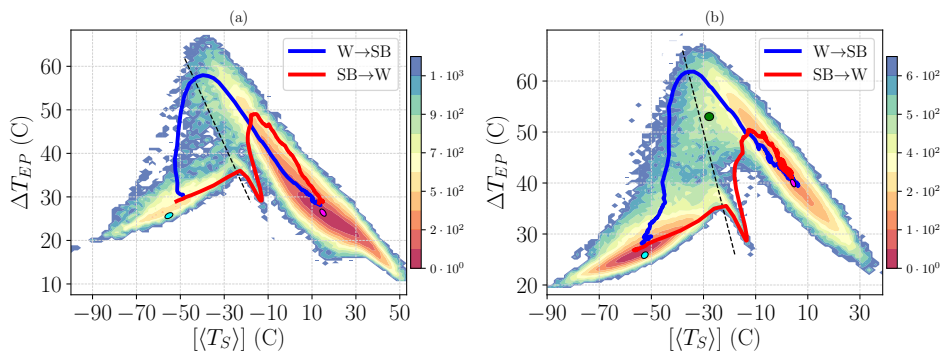 (a)
(b)
W→SB
SB→W
W→SB
SB→W
ΔT_EP (C)
60
50
40
30
20
10
−90 −70 −50 −30 −10 10 30 50
[⟨T_S⟩] (C)
1 · 10³
9 · 10²
7 · 10²
5 · 10²
4 · 10²
2 · 10²
0 · 10⁰
ΔT_EP (C)
60
50
40
30
20
−90 −70 −50 −30 −10 10 30
[⟨T_S⟩] (C)
6 · 10²
5 · 10²
4 · 10²
3 · 10²
2 · 10²
1 · 10²
0 · 10⁰